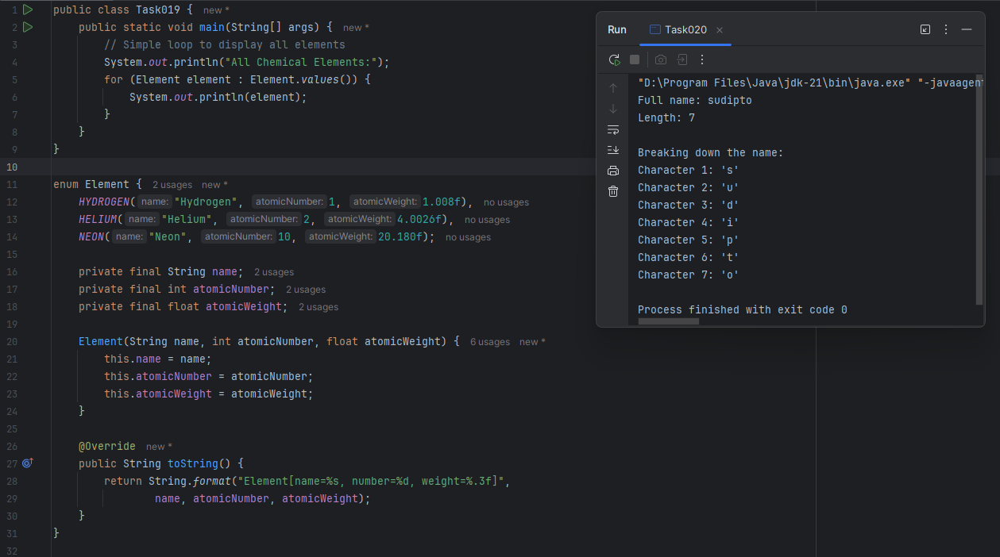 1 public class Task019 { new *
2 public static void main(String[] args) { new *
3 // Simple loop to display all elements
4 System.out.println("All Chemical Elements:");
5 for (Element element : Element.values()) {
6 System.out.println(element);
7 }
8 }
9 }
10
11 enum Element { 2 usages new *
12 HYDROGEN( name: "Hydrogen", atomicNumber: 1, atomicWeight: 1.008f), no usages
13 HELIUM( name: "Helium", atomicNumber: 2, atomicWeight: 4.0026f), no usages
14 NEON( name: "Neon", atomicNumber: 10, atomicWeight: 20.180f); no usages
15
16 private final String name; 2 usages
17 private final int atomicNumber; 2 usages
18 private final float atomicWeight; 2 usages
19
20 Element(String name, int atomicNumber, float atomicWeight) { 6 usages new *
21 this.name = name;
22 this.atomicNumber = atomicNumber;
23 this.atomicWeight = atomicWeight;
24 }
25
26 @Override new *
27 public String toString() {
28 return String.format("Element[name=%s, number=%d, weight=%.3f]",
29 name, atomicNumber, atomicWeight);
30 }
31 }
32
Run Task020
"D:\Program Files\Java\jdk-21\bin\java.exe" "-javaagent
Full name: sudipto
Length: 7
Breaking down the name:
Character 1: 's'
Character 2: 'u'
Character 3: 'd'
Character 4: 'i'
Character 5: 'p'
Character 6: 't'
Character 7: 'o'
Process finished with exit code 0